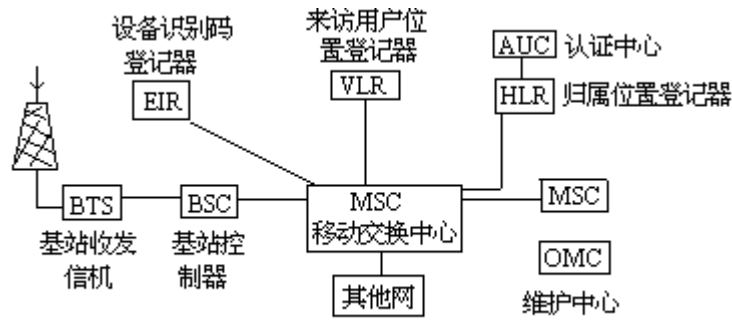 设备识别码
登记器
EIR
来访用户位
置登记器
VLR
AUC 认证中心
HLR 归属位置登记器
BTS
基站收发
信机
BSC
基站控
制器
MSC
移动交换中心
MSC
OMC
维护中心
其他网